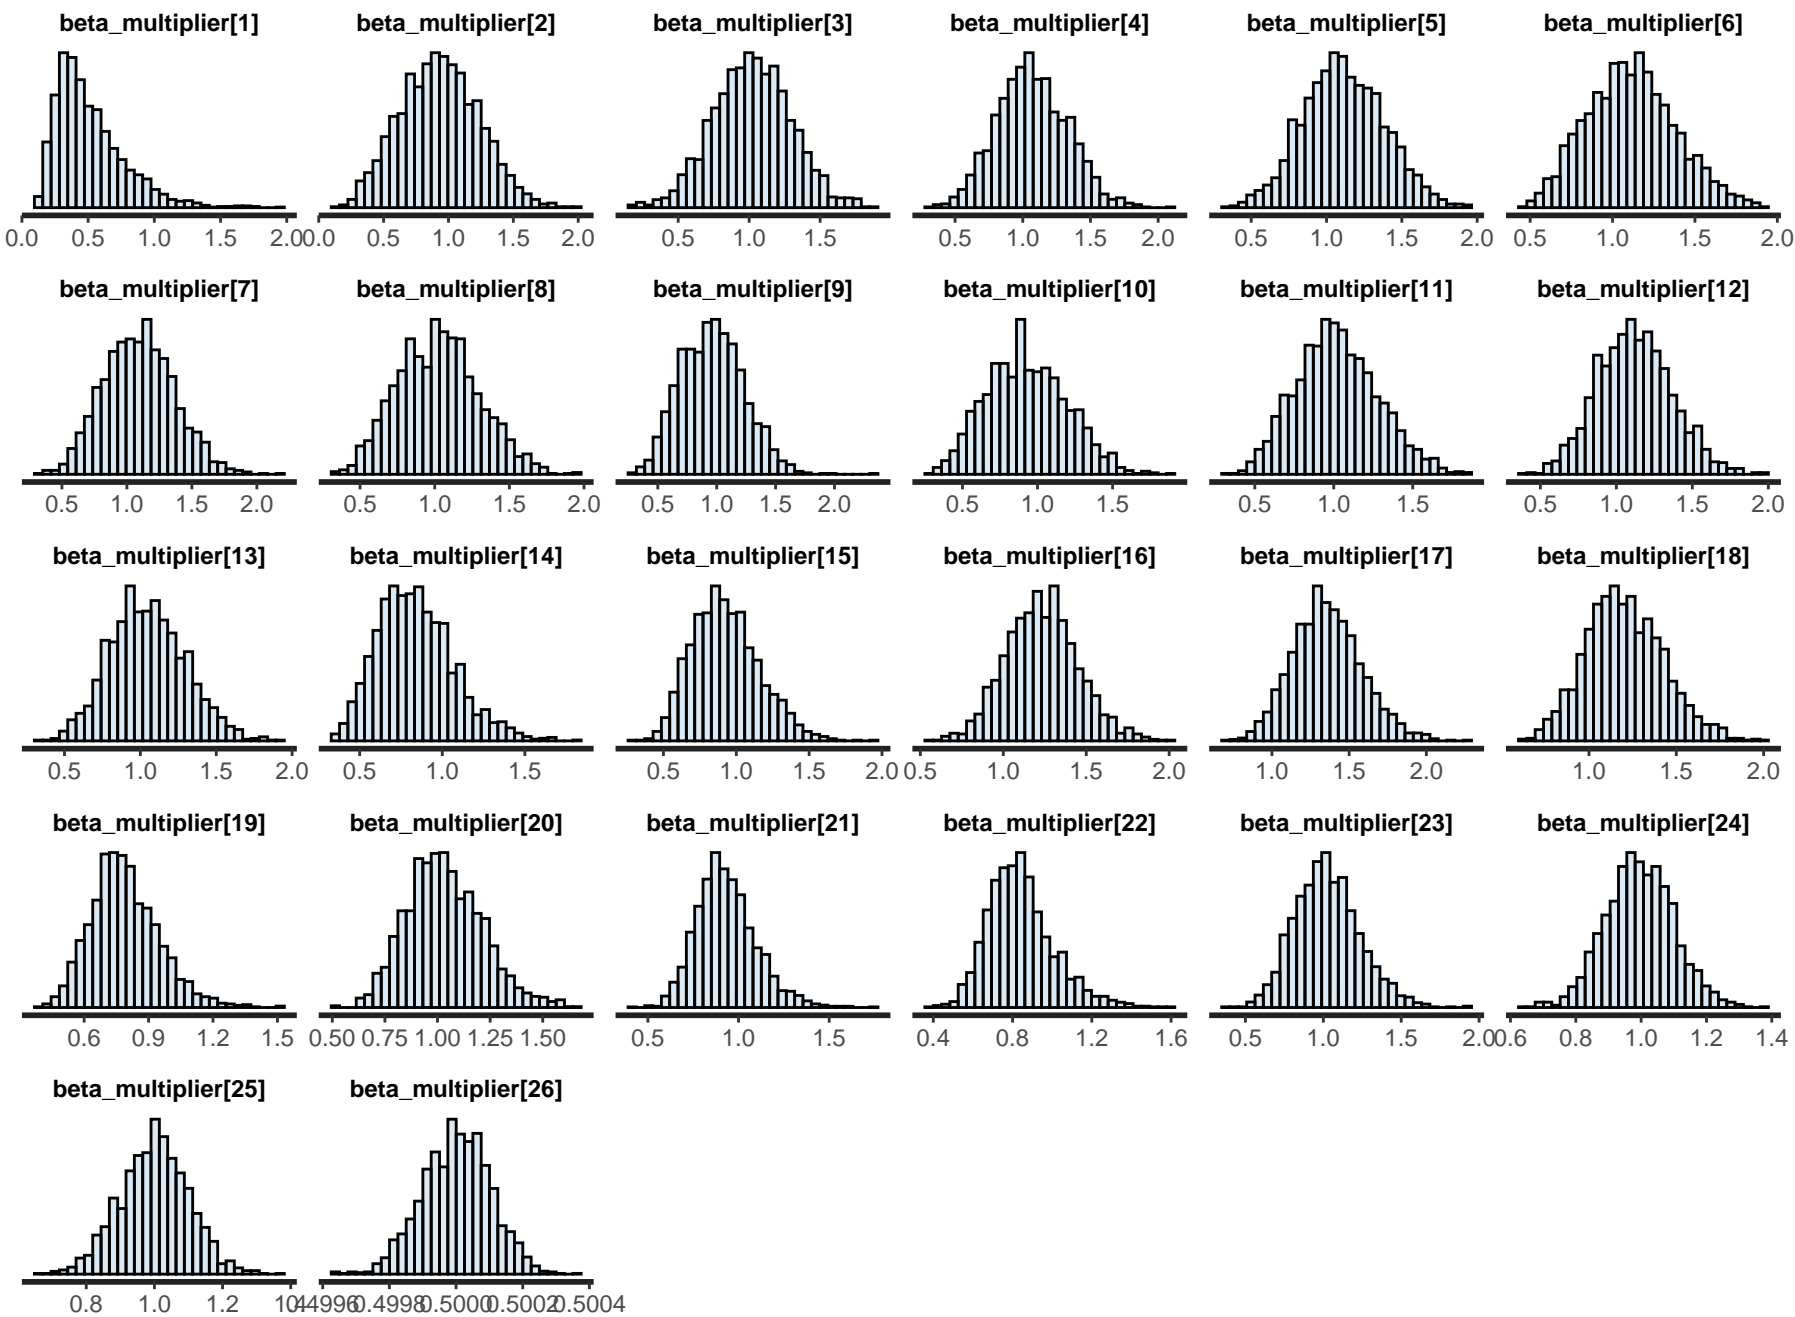 beta_multiplier[1] beta_multiplier[2] beta_multiplier[3] beta_multiplier[4] beta_multiplier[5] beta_multiplier[6]
0.0 0.5 1.0 1.5 2.0 0.0 0.5 1.0 1.5 2.0 0.5 1.0 1.5 0.5 1.0 1.5 2.0 0.5 1.0 1.5 2.0 0.5 1.0 1.5 2.0
beta_multiplier[7] beta_multiplier[8] beta_multiplier[9] beta_multiplier[10] beta_multiplier[11] beta_multiplier[12]
0.5 1.0 1.5 2.0 0.5 1.0 1.5 2.0 0.5 1.0 1.5 2.0 0.5 1.0 1.5 0.5 1.0 1.5 0.5 1.0 1.5 2.0
beta_multiplier[13] beta_multiplier[14] beta_multiplier[15] beta_multiplier[16] beta_multiplier[17] beta_multiplier[18]
0.5 1.0 1.5 2.0 0.5 1.0 1.5 0.5 1.0 1.5 2.0 0.5 1.0 1.5 2.0 1.0 1.5 2.0 1.0 1.5 2.0
beta_multiplier[19] beta_multiplier[20] beta_multiplier[21] beta_multiplier[22] beta_multiplier[23] beta_multiplier[24]
0.6 0.9 1.2 1.5 0.50 0.75 1.00 1.25 1.50 0.5 1.0 1.5 0.4 0.8 1.2 1.6 0.5 1.0 1.5 2.0 0.6 0.8 1.0 1.2 1.4
beta_multiplier[25] beta_multiplier[26]
0.8 1.0 1.2 1.4 0.4996 0.4998 0.5000 0.5002 0.5004